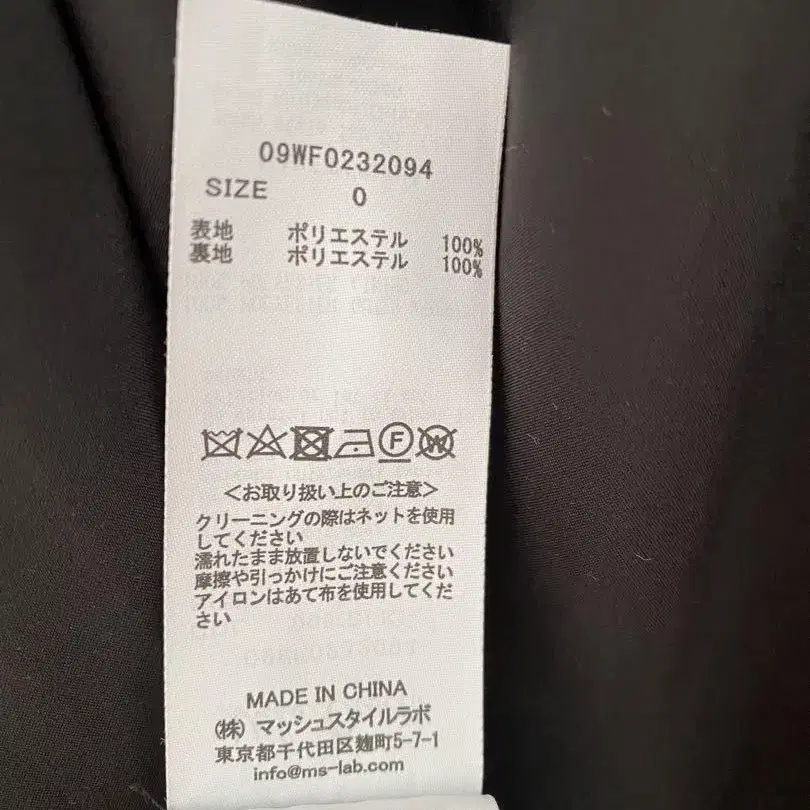 09WF0232094
SIZE 0
表地 ポリエステル 100%
裏地 ポリエステル 100%
F W
＜お取り扱い上のご注意＞
クリーニングの際はネットを使用
してください
濡れたまま放置しないでください
摩擦や引っかけにご注意ください
アイロンはあて布を使用してくだ
さい
MADE IN CHINA
(株) マッシュスタイルラボ
東京都千代田区麹町5-7-1
info@ms-lab.com